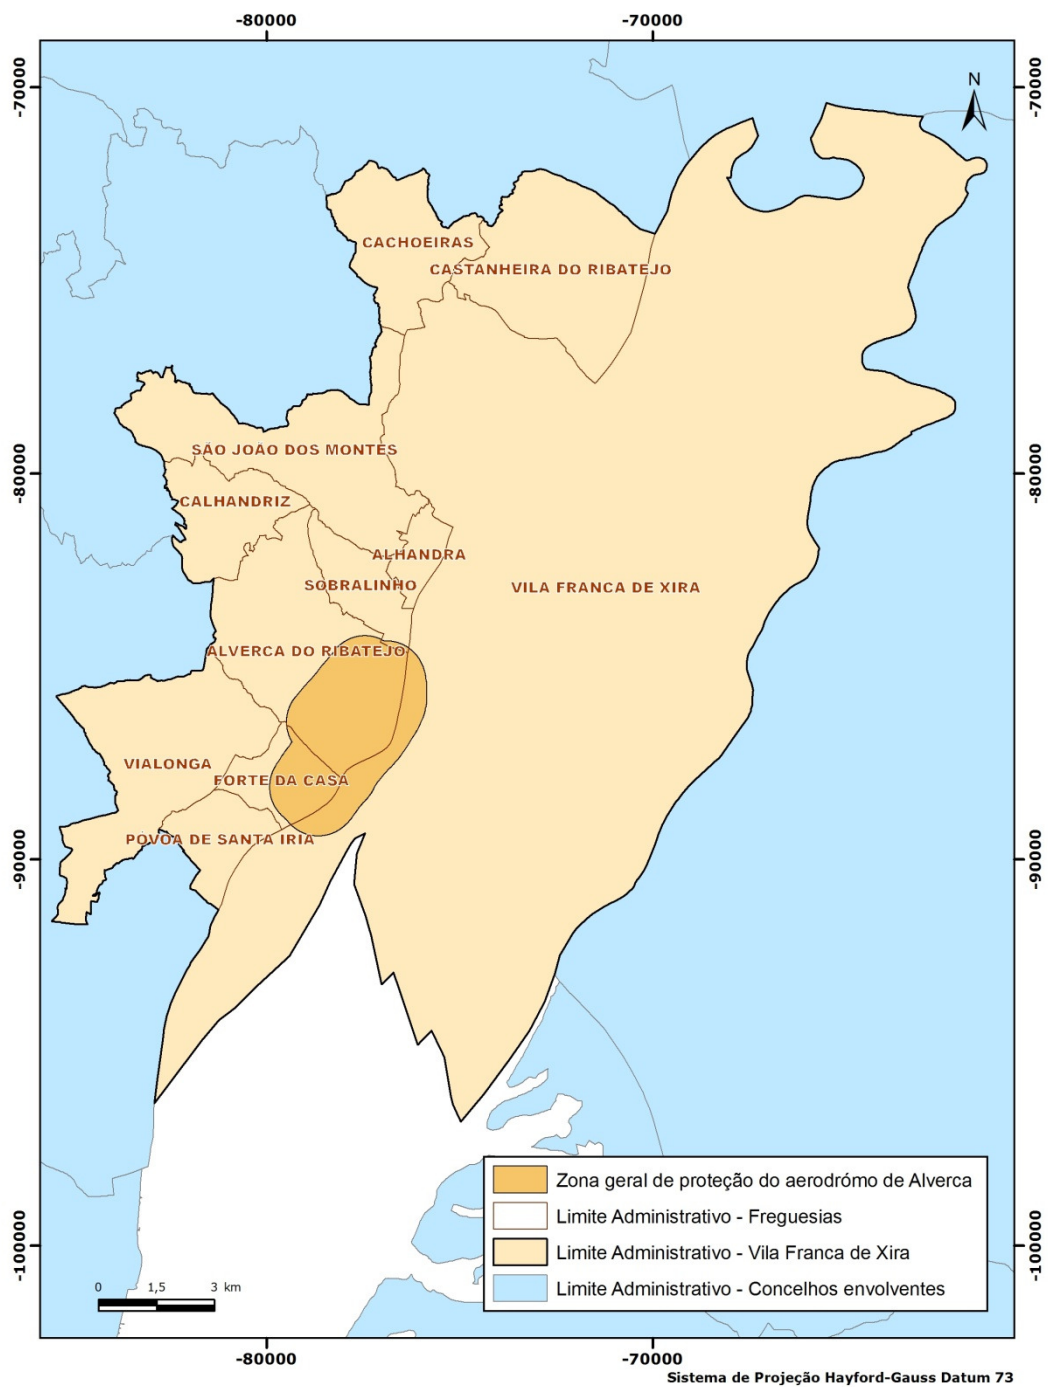 -80000
-70000
-70000
-70000
N
CACHOEIRAS
CASTANHEIRA DO RIBATEJO
SÃO JOÃO DOS MONTES
-80000
-80000
CALHANDRIZ
ALHANDRA
SOBRALINHO
VILA FRANCA DE XIRA
ALVERCA DO RIBATEJO
VIALONGA
FORTE DA CASA
PÓVOA DE SANTA IRIA
-90000
-90000
Zona geral de proteção do aerodrómo de Alverca
Limite Administrativo - Freguesias
Limite Administrativo - Vila Franca de Xira
Limite Administrativo - Concelhos envolventes
-100000
-100000
0 1,5 3 km
-80000
-70000
Sistema de Projeção Hayford-Gauss Datum 73